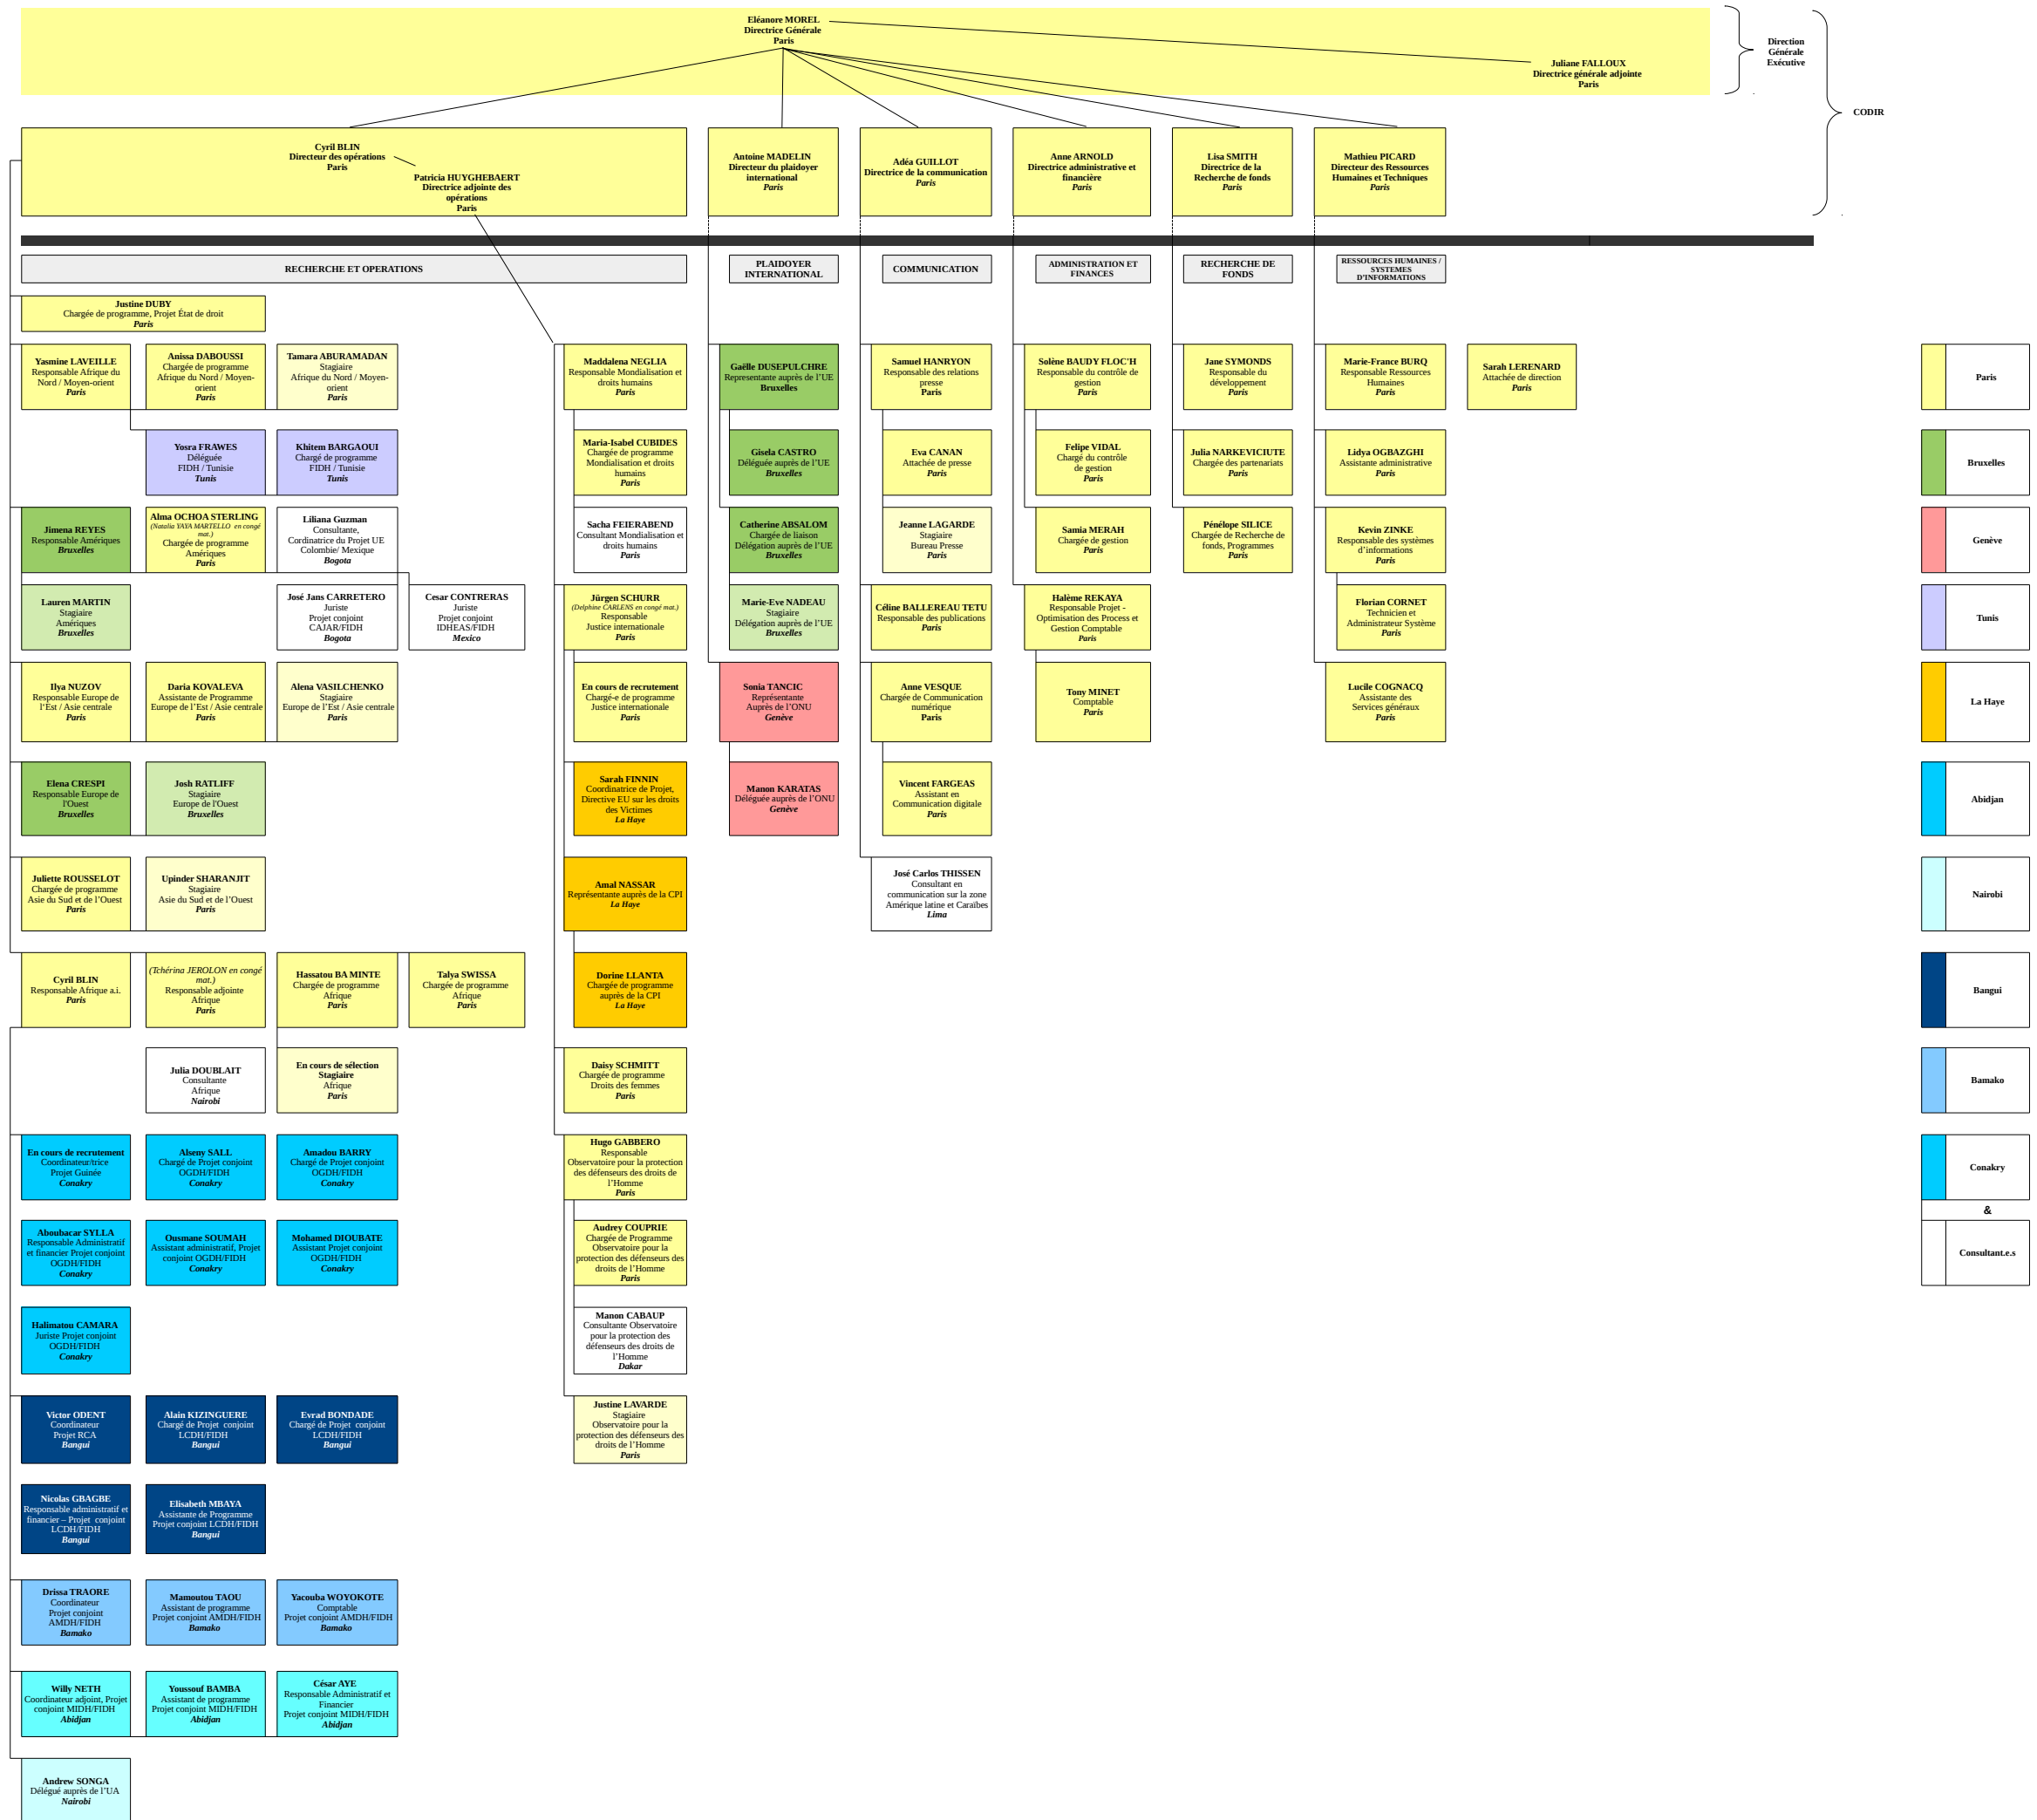 Eléanore MOREL
Directrice Générale
Paris
Juliane FALLOUX
Directrice générale adjointe
Paris
Direction
Générale
Exécutive
CODIR
Cyril BLIN
Directeur des opérations
Paris
Patricia HUYGHEBAERT
Directrice adjointe des
opérations
Paris
Antoine MADELIN
Directeur du plaidoyer
international
Paris
Adéa GUILLOT
Directrice de la communication
Paris
Anne ARNOLD
Directrice administrative et
financière
Paris
Lisa SMITH
Directrice de la
Recherche de fonds
Paris
Mathieu PICARD
Directeur des Ressources
Humaines et Techniques
Paris
RECHERCHE ET OPERATIONS
PLAIDOYER
INTERNATIONAL
COMMUNICATION
ADMINISTRATION ET
FINANCES
RECHERCHE DE
FONDS
RESSOURCES HUMAINES /
SYSTEMES
D'INFORMATIONS
Justine DUBY
Chargée de programme, Projet État de droit
Paris
Yasmine LAVEILLE
Responsable Afrique du
Nord / Moyen-orient
Paris
Anissa DABOUSSI
Chargée de programme
Afrique du Nord / Moyen-
orient
Paris
Tamara ABURAMADAN
Stagiaire
Afrique du Nord / Moyen-
orient
Paris
Maddalena NEGLIA
Responsable Mondialisation et
droits humains
Paris
Gaëlle DUSEPULCHRE
Representante auprès de l'UE
Bruxelles
Samuel HANRYON
Responsable des relations
presse
Paris
Solène BAUDY FLOC'H
Responsable du contrôle de
gestion
Paris
Jane SYMONDS
Responsable du
développement
Paris
Marie-France BURQ
Responsable Ressources
Humaines
Paris
Sarah LERENARD
Attachée de direction
Paris
Paris
Yosra FRAWES
Déléguée
FIDH / Tunisie
Tunis
Khitem BARGAOUI
Chargé de programme
FIDH / Tunisie
Tunis
Maria-Isabel CUBIDES
Chargée de programme
Mondialisation et droits
humains
Paris
Gisela CASTRO
Déléguée auprès de l'UE
Bruxelles
Eva CANAN
Attachée de presse
Paris
Felipe VIDAL
Chargé du contrôle
de gestion
Paris
Julia NARKEVICIUTE
Chargée des partenariats
Paris
Lidya OGBAZGHI
Assistante administrative
Paris
Bruxelles
Jimena REYES
Responsable Amériques
Bruxelles
Alma OCHOA STERLING
(Natalia YAYA MARTELLO en congé
mat.)
Chargée de programme
Amériques
Paris
Liliana Guzman
Consultante,
Cordinatrice du Projet UE
Colombie/ Mexique
Bogota
Sacha FEIERABEND
Consultant Mondialisation et
droits humains
Paris
Catherine ABSALOM
Chargée de liaison
Délégation auprès de l'UE
Bruxelles
Jeanne LAGARDE
Stagiaire
Bureau Presse
Paris
Samia MERAH
Chargée de gestion
Paris
Pénélope SILICE
Chargée de Recherche de
fonds, Programmes
Paris
Kevin ZINKE
Responsable des systèmes
d'informations
Paris
Genève
Lauren MARTIN
Stagiaire
Amériques
Bruxelles
José Jans CARRETERO
Juriste
Projet conjoint
CAJAR/FIDH
Bogota
Cesar CONTRERAS
Juriste
Projet conjoint
IDHEAS/FIDH
Mexico
Jürgen SCHURR
(Delphine CARLENS en congé mat.)
Responsable
Justice internationale
Paris
Marie-Eve NADEAU
Stagiaire
Délégation auprès de l'UE
Bruxelles
Céline BALLEREAU TETU
Responsable des publications
Paris
Halème REKAYA
Responsable Projet -
Optimisation des Process et
Gestion Comptable
Paris
Florian CORNET
Technicien et
Administrateur Système
Paris
Tunis
Ilya NUZOV
Responsable Europe de
l'Est / Asie centrale
Paris
Daria KOVALEVA
Assistante de Programme
Europe de l'Est / Asie centrale
Paris
Alena VASILCHENKO
Stagiaire
Europe de l'Est / Asie centrale
Paris
En cours de recrutement
Chargé-e de programme
Justice internationale
Paris
Sonia TANCIC
Représentante
Auprès de l'ONU
Genève
Anne VESQUE
Chargée de Communication
numérique
Paris
Tony MINET
Comptable
Paris
Lucile COGNACQ
Assistante des
Services généraux
Paris
La Haye
Elena CRESPI
Responsable Europe de
l'Ouest
Bruxelles
Josh RATLIFF
Stagiaire
Europe de l'Ouest
Bruxelles
Sarah FINNIN
Coordinatrice de Projet,
Directive EU sur les droits
des Victimes
La Haye
Manon KARATAS
Déléguée auprès de l'ONU
Genève
Vincent FARGEAS
Assistant en
Communication digitale
Paris
Abidjan
Juliette ROUSSELOT
Chargée de programme
Asie du Sud et de l'Ouest
Paris
Upinder SHARANJIT
Stagiaire
Asie du Sud et de l'Ouest
Paris
Amal NASSAR
Représentante auprès de la CPI
La Haye
José Carlos THISSEN
Consultant en
communication sur la zone
Amérique latine et Caraïbes
Lima
Nairobi
Cyril BLIN
Responsable Afrique a.i.
Paris
(Tchérina JEROLON en congé
mat.)
Responsable adjointe
Afrique
Paris
Hassatou BA MINTE
Chargée de programme
Afrique
Paris
Talya SWISSA
Chargée de programme
Afrique
Paris
Dorine LLANTA
Chargée de programme
auprès de la CPI
La Haye
Bangui
Julia DOUBLAIT
Consultante
Afrique
Nairobi
En cours de sélection
Stagiaire
Afrique
Paris
Daisy SCHMITT
Chargée de programme
Droits des femmes
Paris
Bamako
En cours de recrutement
Coordinateur/trice
Projet Guinée
Conakry
Alseny SALL
Chargé de Projet conjoint
OGDH/FIDH
Conakry
Amadou BARRY
Chargé de Projet conjoint
OGDH/FIDH
Conakry
Hugo GABBERO
Responsable
Observatoire pour la protection
des défenseurs des droits de
l'Homme
Paris
Conakry
&
Aboubacar SYLLA
Responsable Administratif
et financier Projet conjoint
OGDH/FIDH
Conakry
Ousmane SOUMAH
Assistant administratif, Projet
conjoint OGDH/FIDH
Conakry
Mohamed DIOUBATE
Assistant Projet conjoint
OGDH/FIDH
Conakry
Audrey COUPRIE
Chargée de Programme
Observatoire pour la
protection des défenseurs des
droits de l'Homme
Paris
Consultant.e.s
Halimatou CAMARA
Juriste Projet conjoint
OGDH/FIDH
Conakry
Manon CABAUP
Consultante Observatoire
pour la protection des
défenseurs des droits de
l'Homme
Dakar
Victor ODENT
Coordinateur
Projet RCA
Bangui
Alain KIZINGUERE
Chargé de Projet conjoint
LCDH/FIDH
Bangui
Evrad BONDADE
Chargé de Projet conjoint
LCDH/FIDH
Bangui
Justine LAVARDE
Stagiaire
Observatoire pour la
protection des défenseurs des
droits de l'Homme
Paris
Nicolas GBAGBE
Responsable administratif et
financier – Projet conjoint
LCDH/FIDH
Bangui
Elisabeth MBAYA
Assistante de Programme
Projet conjoint LCDH/FIDH
Bangui
Drissa TRAORE
Coordinateur
Projet conjoint
AMDH/FIDH
Bamako
Mamoutou TAOU
Assistant de programme
Projet conjoint AMDH/FIDH
Bamako
Yacouba WOYOKOTE
Comptable
Projet conjoint AMDH/FIDH
Bamako
Willy NETH
Coordinateur adjoint, Projet
conjoint MIDH/FIDH
Abidjan
Youssouf BAMBA
Assistant de programme
Projet conjoint MIDH/FIDH
Abidjan
César AYE
Responsable Administratif et
Financier
Projet conjoint MIDH/FIDH
Abidjan
Andrew SONGA
Délégué auprès de l'UA
Nairobi